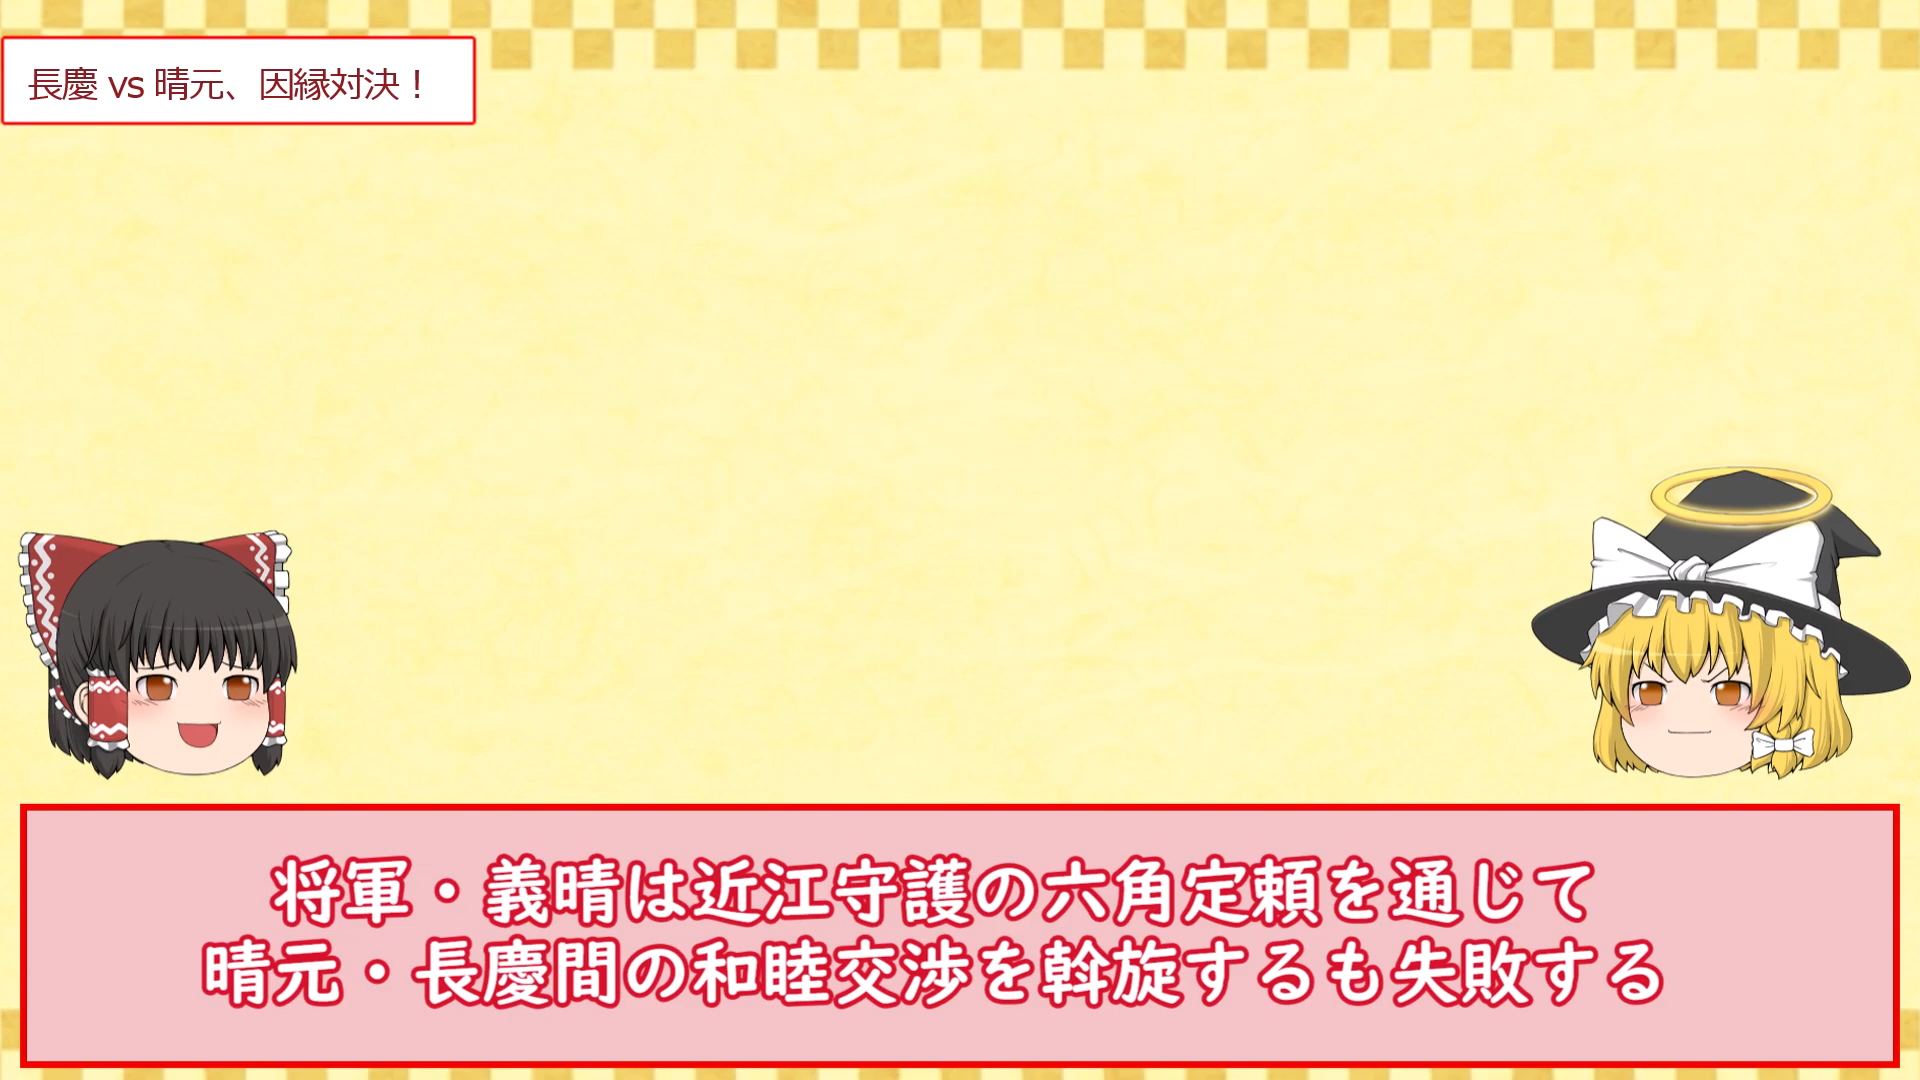 長慶 vs 晴元、因縁対決！
将軍・義晴は近江守護の六角定頼を通じて
晴元・長慶間の和睦交渉を斡旋するも失敗する